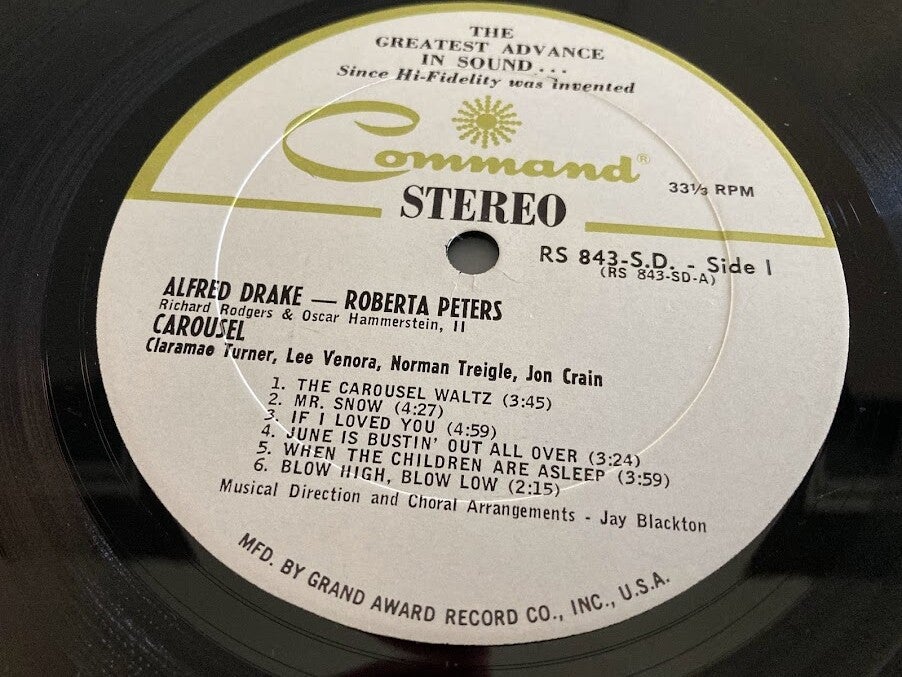 THE
GREATEST ADVANCE
IN SOUND...
Since Hi-Fidelity was invented
Command®
33⅓ RPM
STEREO
RS 843-S.D. - Side 1
(RS 843-SD-A)
ALFRED DRAKE — ROBERTA PETERS
Richard Rodgers & Oscar Hammerstein, II
CAROUSEL
Claramae Turner, Lee Venora, Norman Treigle, Jon Crain
1. THE CAROUSEL WALTZ (3:45)
2. MR. SNOW (4:27)
3. IF I LOVED YOU (4:59)
4. JUNE IS BUSTIN' OUT ALL OVER (3:24)
5. WHEN THE CHILDREN ARE ASLEEP (3:59)
6. BLOW HIGH, BLOW LOW (2:15)
Musical Direction and Choral Arrangements - Jay Blackton
MFD. BY GRAND AWARD RECORD CO., INC., U.S.A.